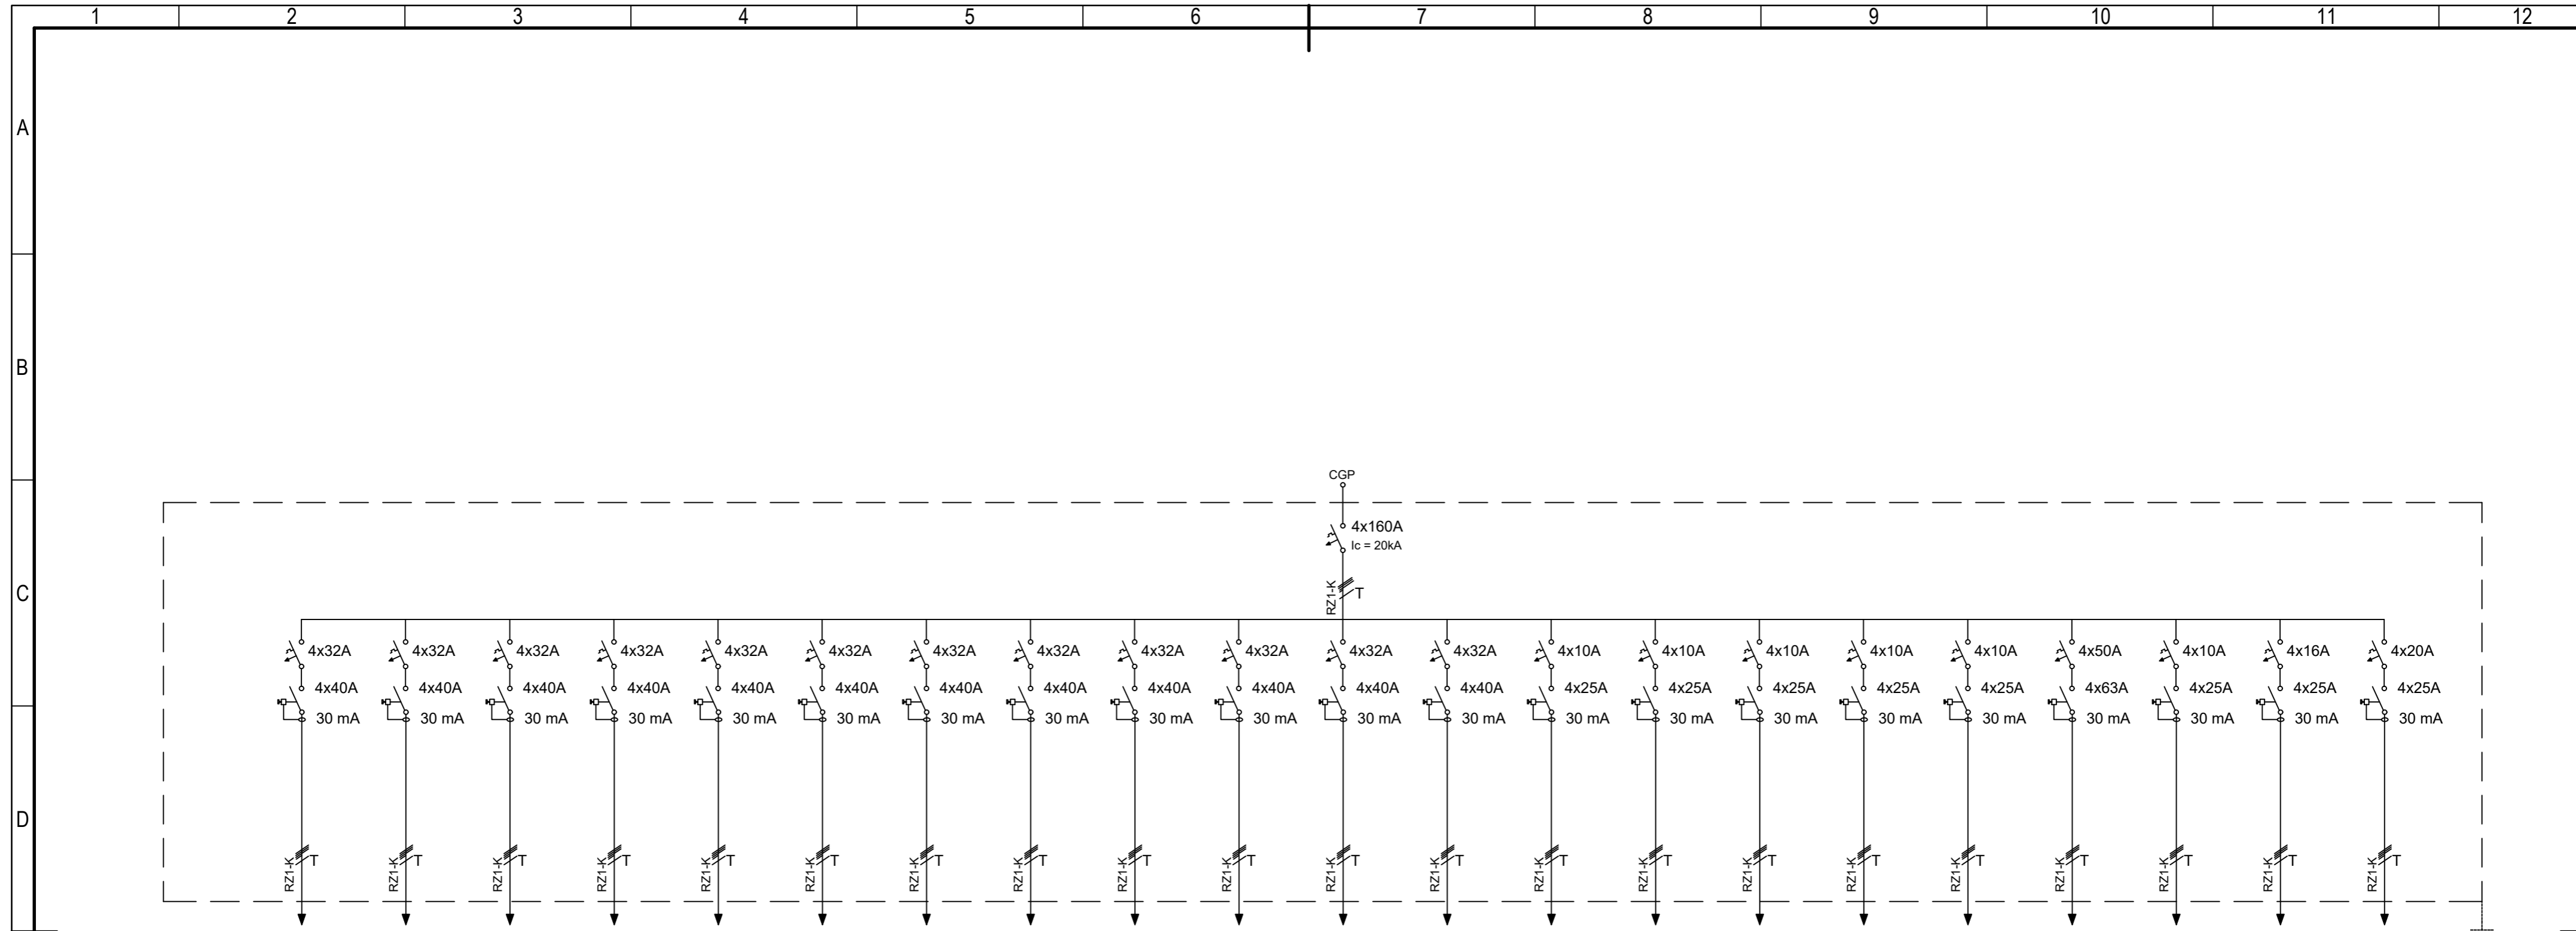 1 2 3 4 5 6 7 8 9 10 11 12
A
B
CGP
4x160A
Ic = 20kA
C
RZ1-K T
4x32A 4x32A 4x32A 4x32A 4x32A 4x32A 4x32A 4x32A 4x32A 4x32A 4x32A 4x32A 4x10A 4x10A 4x10A 4x10A 4x10A 4x50A 4x10A 4x16A 4x20A
4x40A 4x40A 4x40A 4x40A 4x40A 4x40A 4x40A 4x40A 4x40A 4x40A 4x40A 4x40A 4x25A 4x25A 4x25A 4x25A 4x25A 4x63A 4x25A 4x25A 4x25A
30 mA 30 mA 30 mA 30 mA 30 mA 30 mA 30 mA 30 mA 30 mA 30 mA 30 mA 30 mA 30 mA 30 mA 30 mA 30 mA 30 mA 30 mA 30 mA 30 mA 30 mA
D
RZ1-K T RZ1-K T RZ1-K T RZ1-K T RZ1-K T RZ1-K T RZ1-K T RZ1-K T RZ1-K T RZ1-K T RZ1-K T RZ1-K T RZ1-K T RZ1-K T RZ1-K T RZ1-K T RZ1-K T RZ1-K T RZ1-K T RZ1-K T RZ1-K T